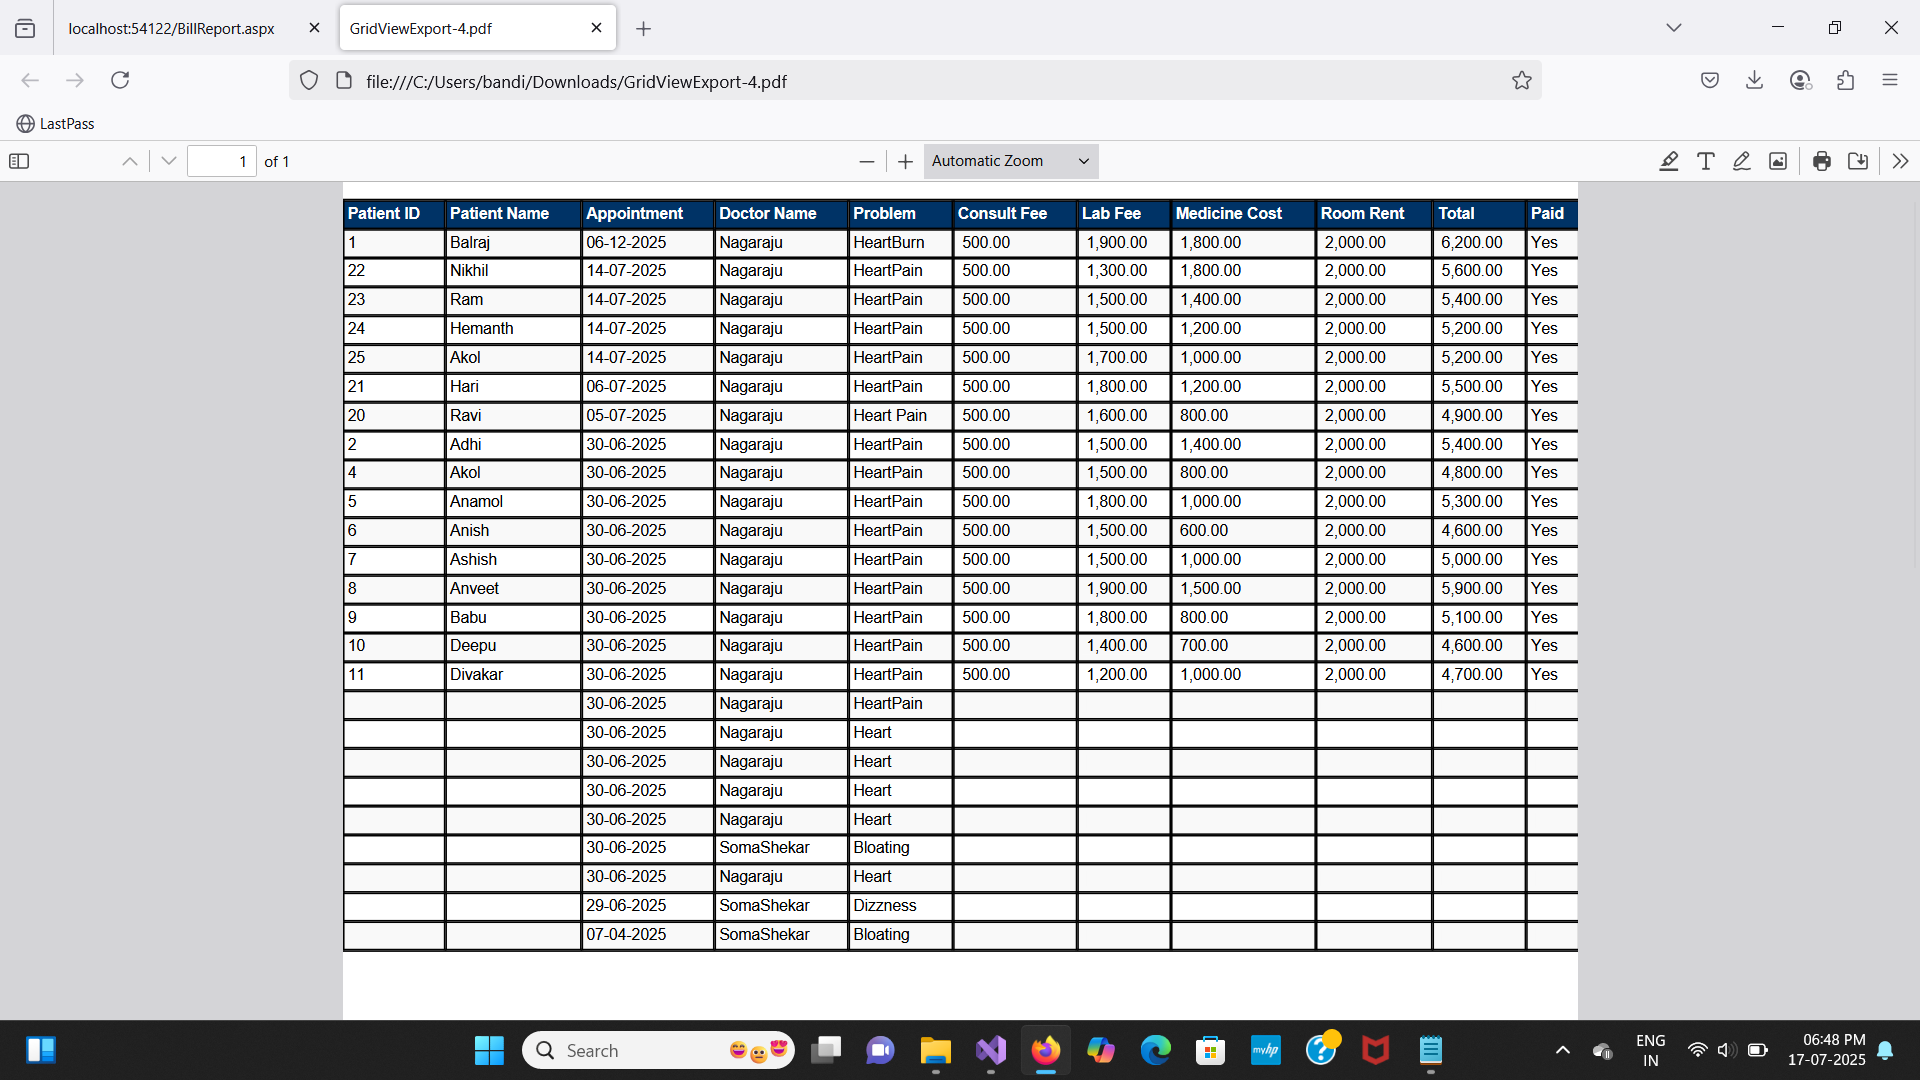 localhost:54122/BillReport.aspx
GridViewExport-4.pdf
file:///C:/Users/bandi/Downloads/GridViewExport-4.pdf
LastPass
1 of 1
Automatic Zoom
Patient ID Patient Name Appointment Doctor Name Problem Consult Fee Lab Fee Medicine Cost Room Rent Total Paid
1 Balraj 06-12-2025 Nagaraju HeartBurn 500.00 1,900.00 1,800.00 2,000.00 6,200.00 Yes
22 Nikhil 14-07-2025 Nagaraju HeartPain 500.00 1,300.00 1,800.00 2,000.00 5,600.00 Yes
23 Ram 14-07-2025 Nagaraju HeartPain 500.00 1,500.00 1,400.00 2,000.00 5,400.00 Yes
24 Hemanth 14-07-2025 Nagaraju HeartPain 500.00 1,500.00 1,200.00 2,000.00 5,200.00 Yes
25 Akol 14-07-2025 Nagaraju HeartPain 500.00 1,700.00 1,000.00 2,000.00 5,200.00 Yes
21 Hari 06-07-2025 Nagaraju HeartPain 500.00 1,800.00 1,200.00 2,000.00 5,500.00 Yes
20 Ravi 05-07-2025 Nagaraju Heart Pain 500.00 1,600.00 800.00 2,000.00 4,900.00 Yes
2 Adhi 30-06-2025 Nagaraju HeartPain 500.00 1,500.00 1,400.00 2,000.00 5,400.00 Yes
4 Akol 30-06-2025 Nagaraju HeartPain 500.00 1,500.00 800.00 2,000.00 4,800.00 Yes
5 Anamol 30-06-2025 Nagaraju HeartPain 500.00 1,800.00 1,000.00 2,000.00 5,300.00 Yes
6 Anish 30-06-2025 Nagaraju HeartPain 500.00 1,500.00 600.00 2,000.00 4,600.00 Yes
7 Ashish 30-06-2025 Nagaraju HeartPain 500.00 1,500.00 1,000.00 2,000.00 5,000.00 Yes
8 Anveet 30-06-2025 Nagaraju HeartPain 500.00 1,900.00 1,500.00 2,000.00 5,900.00 Yes
9 Babu 30-06-2025 Nagaraju HeartPain 500.00 1,800.00 800.00 2,000.00 5,100.00 Yes
10 Deepu 30-06-2025 Nagaraju HeartPain 500.00 1,400.00 700.00 2,000.00 4,600.00 Yes
11 Divakar 30-06-2025 Nagaraju HeartPain 500.00 1,200.00 1,000.00 2,000.00 4,700.00 Yes
30-06-2025 Nagaraju HeartPain
30-06-2025 Nagaraju Heart
30-06-2025 Nagaraju Heart
30-06-2025 Nagaraju Heart
30-06-2025 Nagaraju Heart
30-06-2025 SomaShekar Bloating
30-06-2025 Nagaraju Heart
29-06-2025 SomaShekar Dizzness
07-04-2025 SomaShekar Bloating
Search
myhp
ENG
IN
06:48 PM
17-07-2025